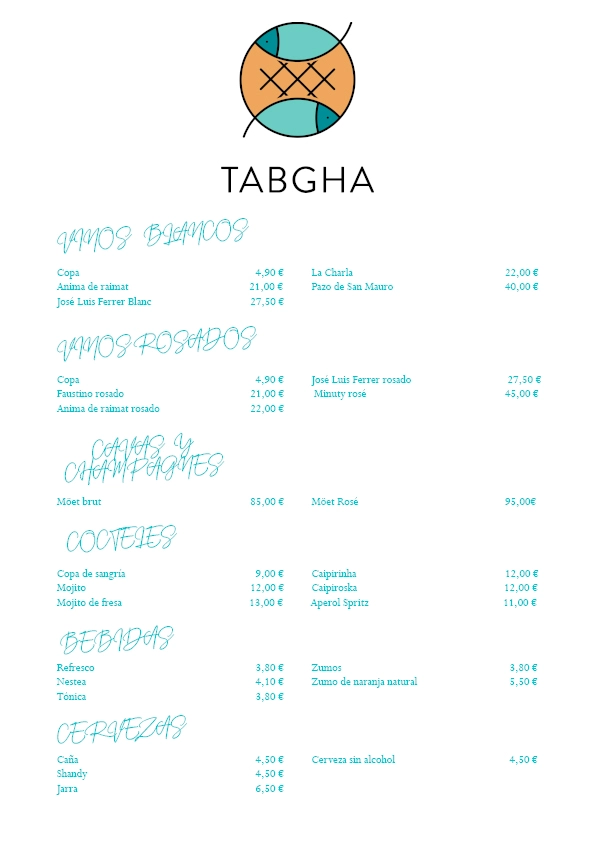 TABGHA
VINOS BLANCOS
Copa 4,90 € La Charla 22,00 €
Anima de raimat 21,00 € Pazo de San Mauro 40,00 €
José Luis Ferrer Blanc 27,50 €
VINOS ROSADOS
Copa 4,90 € José Luis Ferrer rosado 27,50 €
Faustino rosado 21,00 € Minuty rosé 45,00 €
Anima de raimat rosado 22,00 €
CAVAS Y
CHAMPAGNES
Möet brut 85,00 € Möet Rosé 95,00€
COCTELES
Copa de sangría 9,00 € Caipirinha 12,00 €
Mojito 12,00 € Caipiroska 12,00 €
Mojito de fresa 13,00 € Aperol Spritz 11,00 €
BEBIDAS
Refresco 3,80 € Zumos 3,80 €
Nestea 4,10 € Zumo de naranja natural 5,50 €
Tónica 3,80 €
CERVEZAS
Caña 4,50 € Cerveza sin alcohol 4,50 €
Shandy 4,50 €
Jarra 6,50 €